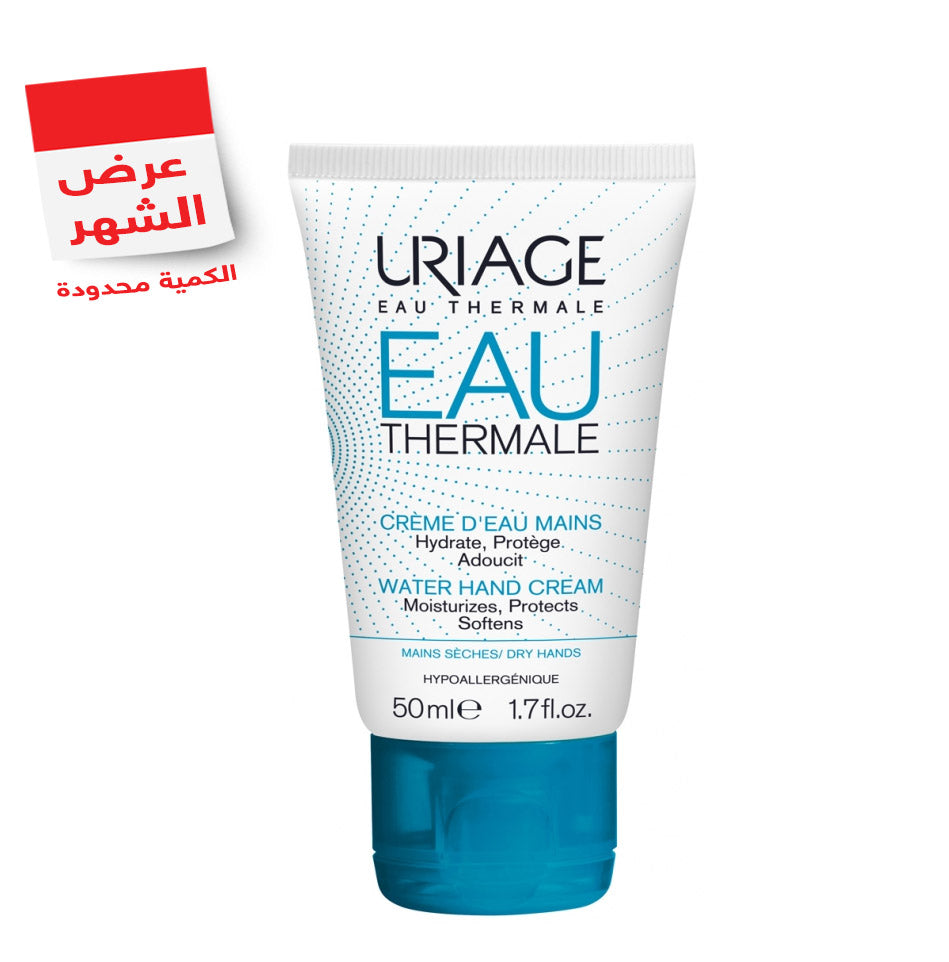 عرض
الشهر
الكمية محدودة
URIAGE
EAU THERMALE
EAU
THERMALE
CRÈME D'EAU MAINS
Hydrate, Protège
Adoucit
WATER HAND CREAM
Moisturizes, Protects
Softens
MAINS SÈCHES/ DRY HANDS
HYPOALLERGÉNIQUE
50ml℮ 1.7fl.oz.